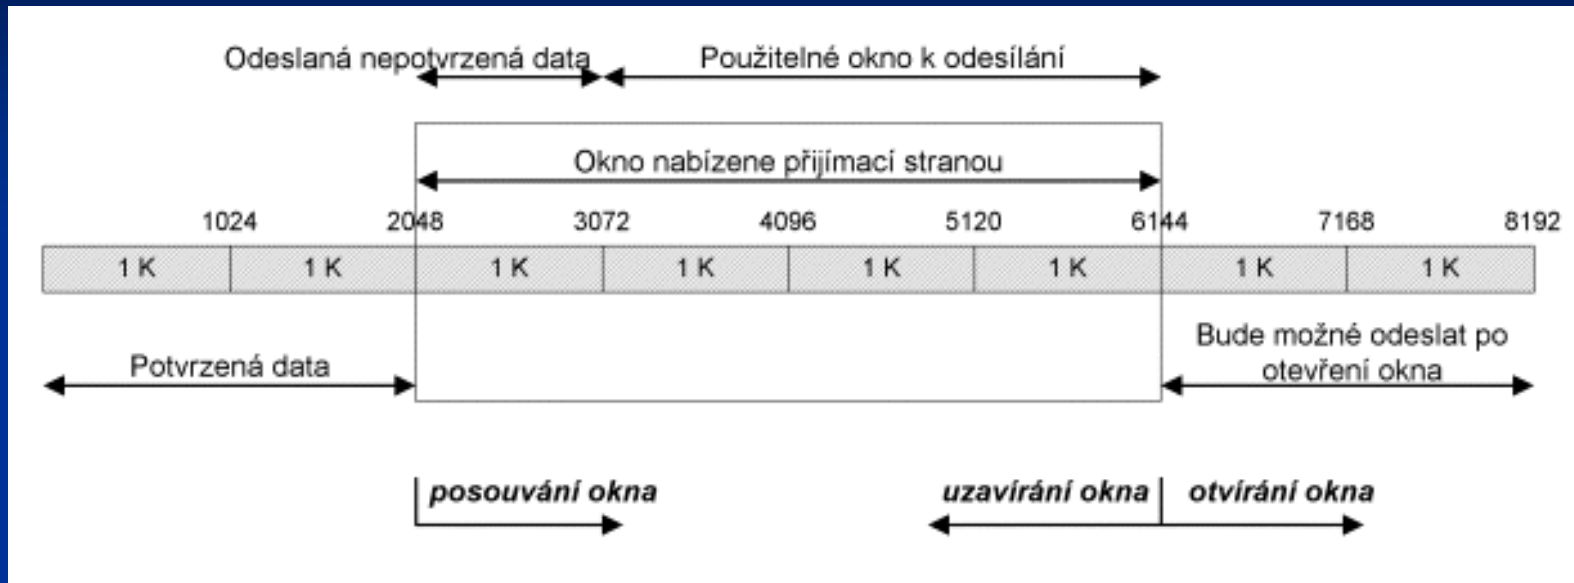 Odeslaná nepotvrzená data Použitelné okno k odesílání
Okno nabízene přijímací stranou
1024 2048 3072 4096 5120 6144 7168 8192
1 K 1 K 1 K 1 K 1 K 1 K 1 K 1 K
Potvrzená data
Bude možné odeslat po
otevření okna
posouvání okna uzavírání okna otvírání okna